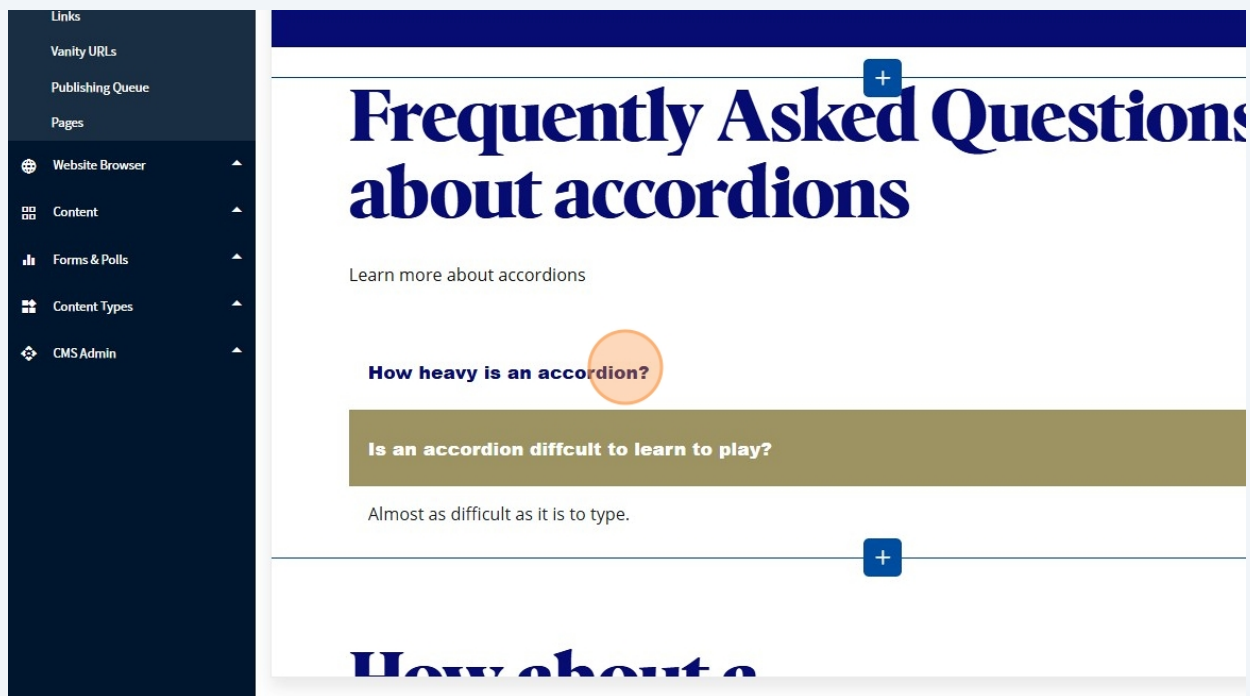 Links
Vanity URLs
Publishing Queue
Pages
Website Browser
Content
Forms & Polls
Content Types
CMS Admin
Frequently Asked Questions
about accordions
Learn more about accordions
How heavy is an accordion?
Is an accordion diffcult to learn to play?
Almost as difficult as it is to type.
How about a